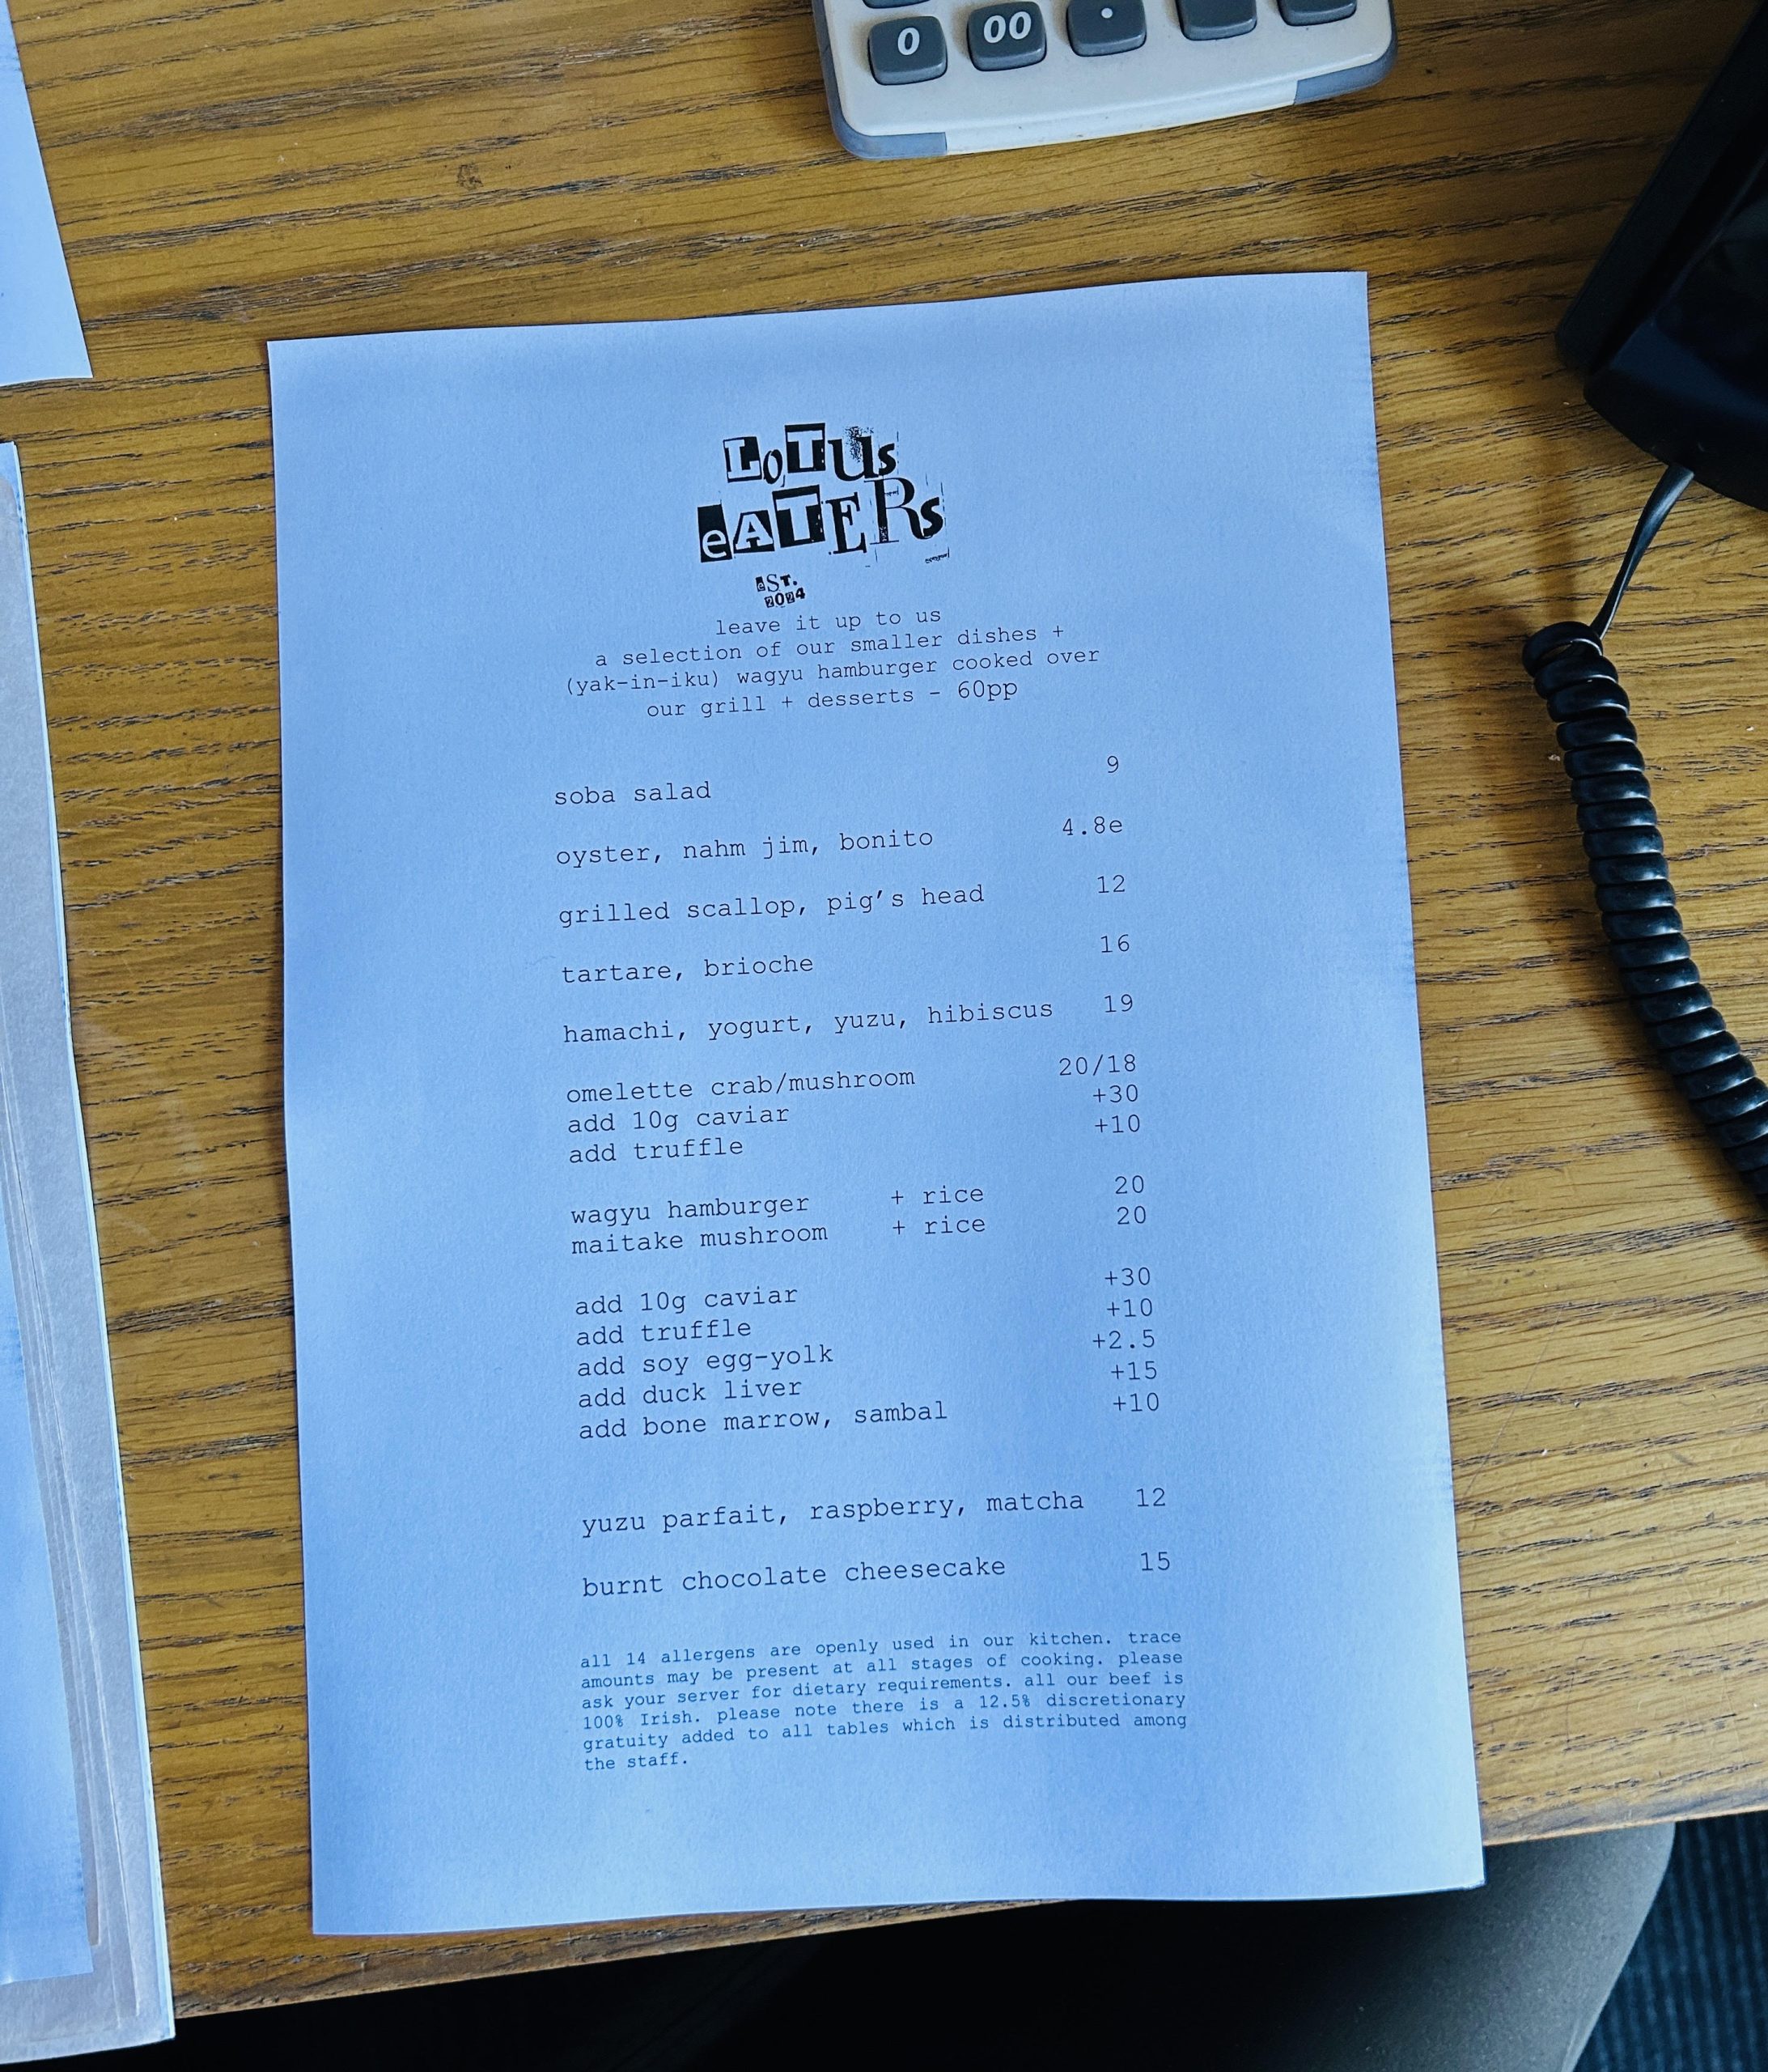 0 00 .
LOTUS
eATERs
eST.
2024
leave it up to us
a selection of our smaller dishes +
(yak-in-iku) wagyu hamburger cooked over
our grill + desserts - 60pp
soba salad 9
oyster, nahm jim, bonito 4.8e
grilled scallop, pig's head 12
tartare, brioche 16
hamachi, yogurt, yuzu, hibiscus 19
omelette crab/mushroom 20/18
add 10g caviar +30
add truffle +10
wagyu hamburger + rice 20
maitake mushroom + rice 20
add 10g caviar +30
add truffle +10
add soy egg-yolk +2.5
add duck liver +15
add bone marrow, sambal +10
yuzu parfait, raspberry, matcha 12
burnt chocolate cheesecake 15
all 14 allergens are openly used in our kitchen. trace
amounts may be present at all stages of cooking. please
ask your server for dietary requirements. all our beef is
100% Irish. please note there is a 12.5% discretionary
gratuity added to all tables which is distributed among
the staff.